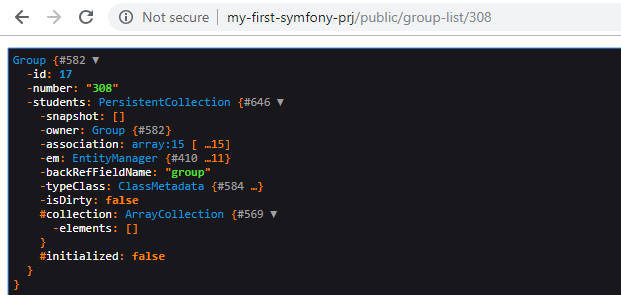 Not secure | my-first-symfony-prj/public/group-list/308
Group {#582 ▼
-id: 17
-number: "308"
-students: PersistentCollection {#646 ▼
-snapshot: []
-owner: Group {#582}
-association: array:15 [ …15]
-em: EntityManager {#410 …11}
-backRefFieldName: "group"
-typeClass: ClassMetadata {#584 …}
-isDirty: false
#collection: ArrayCollection {#569 ▼
-elements: []
}
#initialized: false
}
}